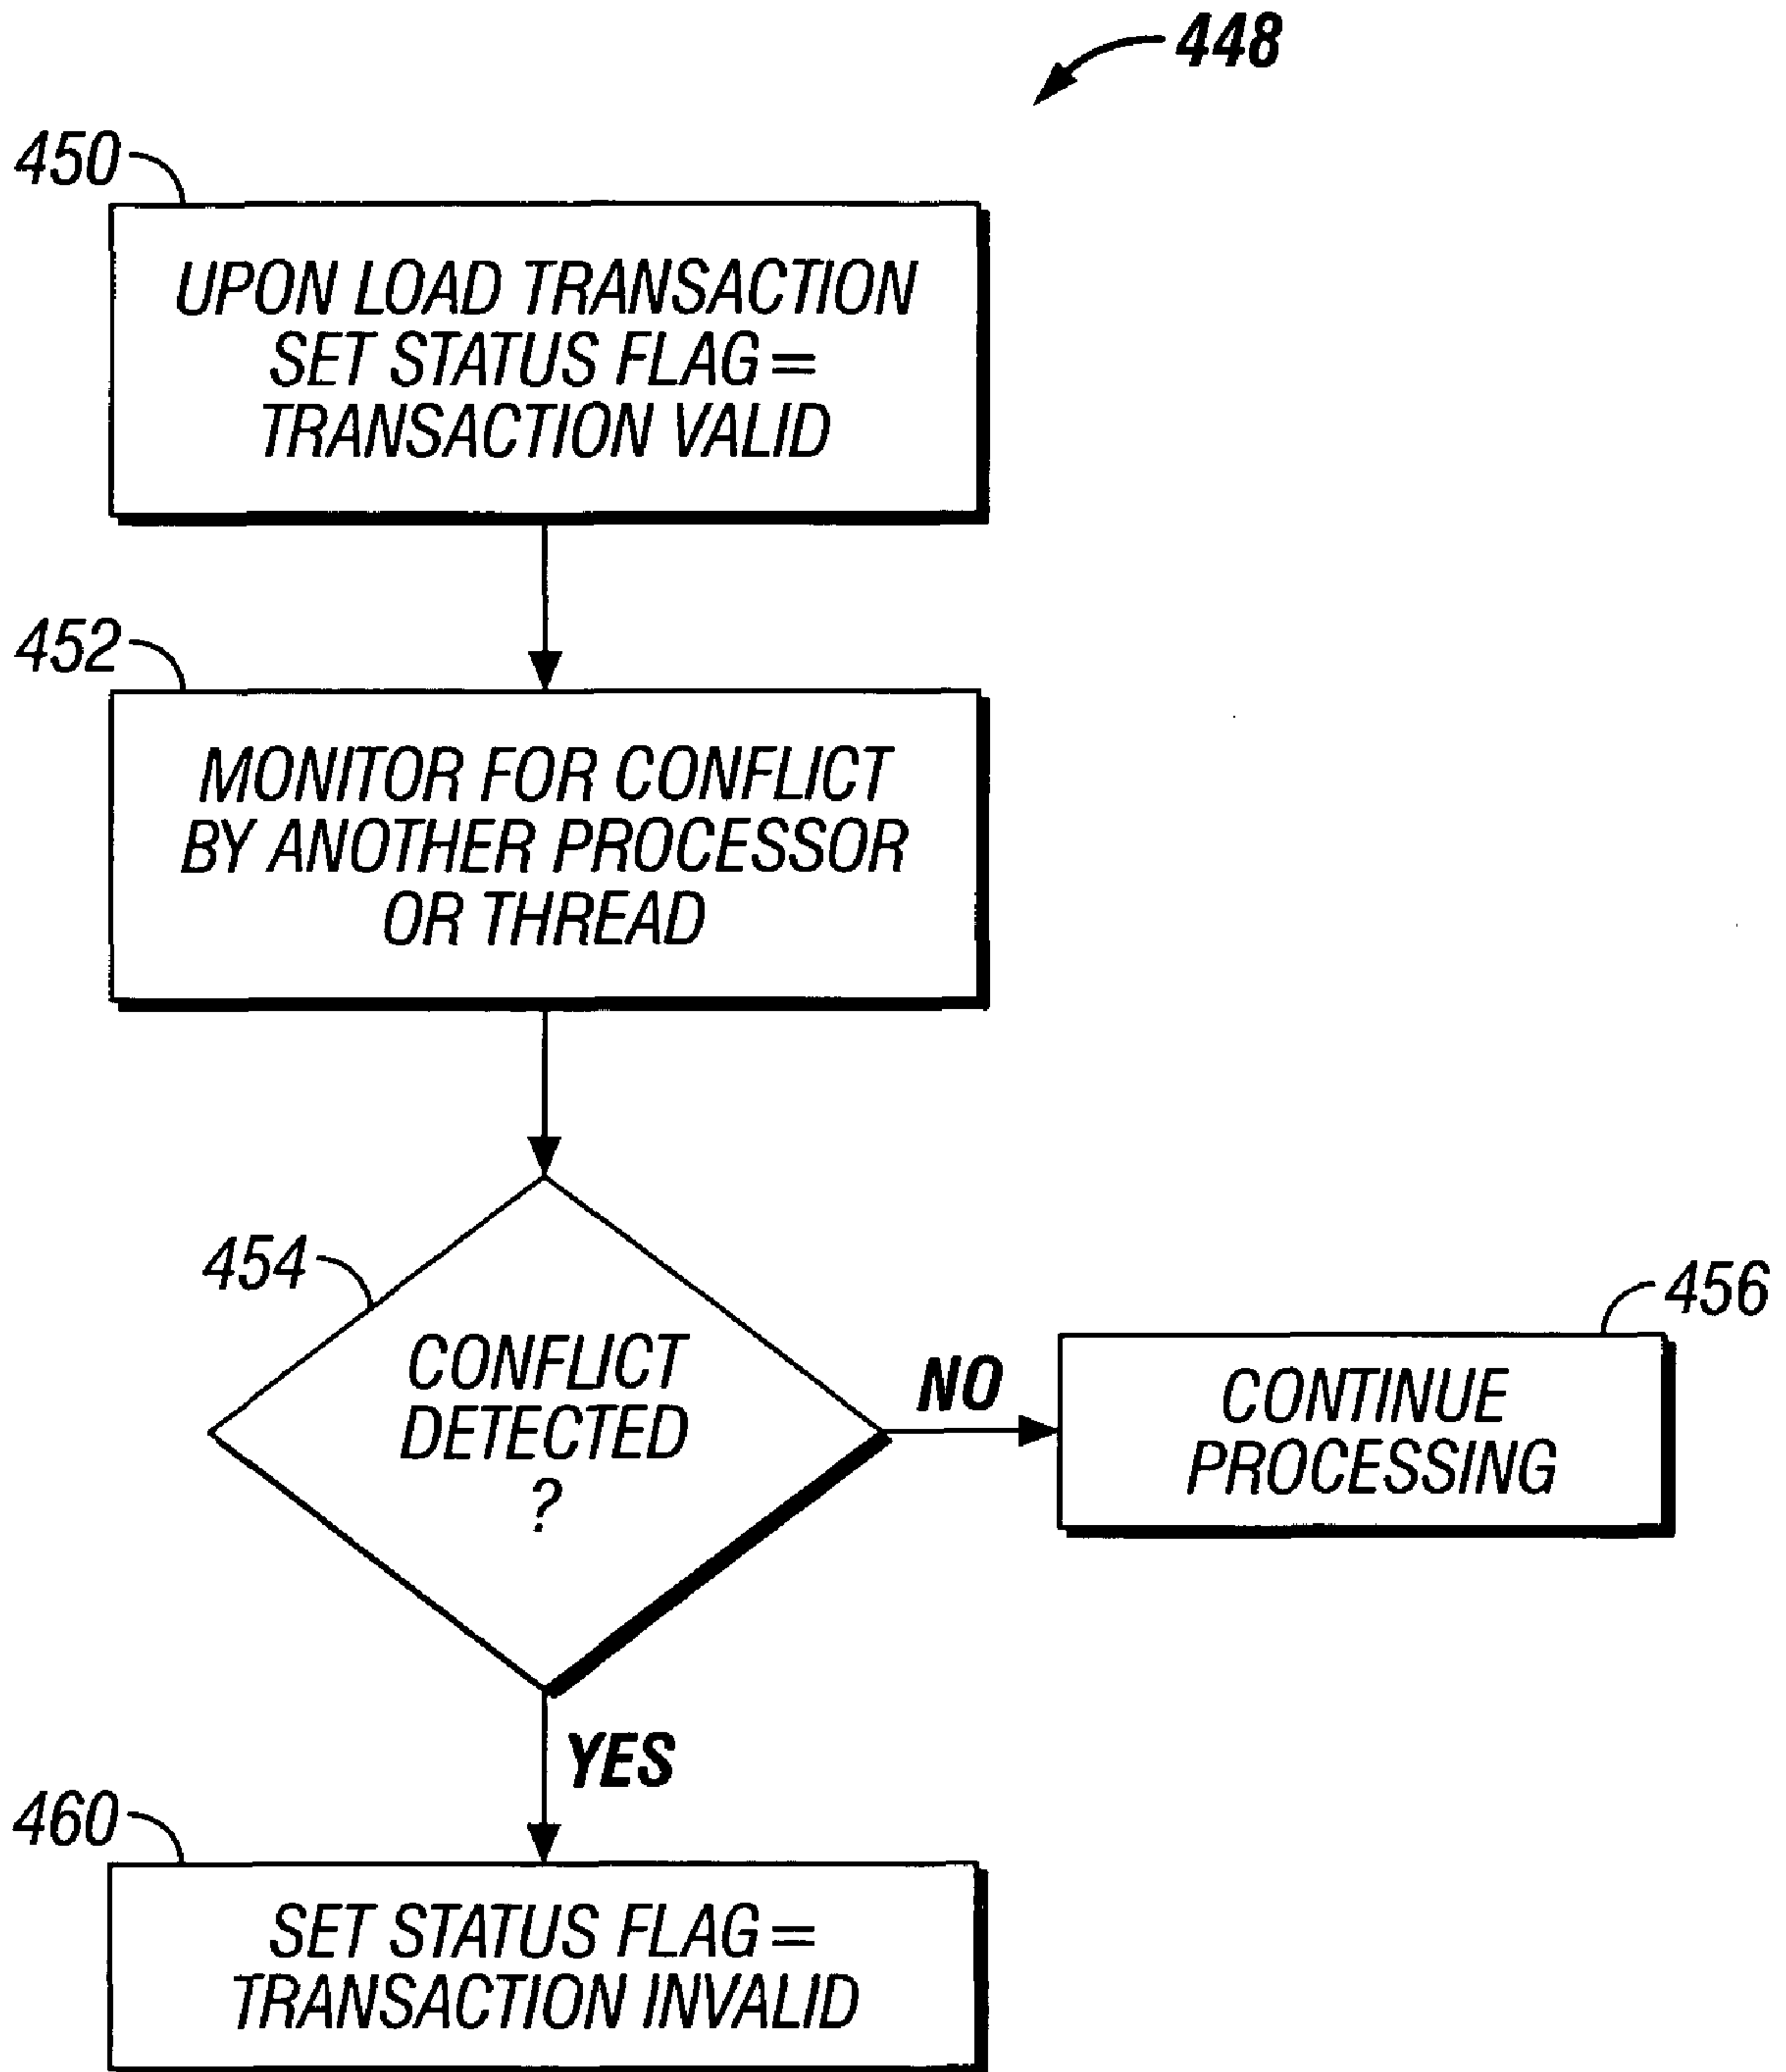 448
450
UPON LOAD TRANSACTION
SET STATUS FLAG =
TRANSACTION VALID
452
MONITOR FOR CONFLICT
BY ANOTHER PROCESSOR
OR THREAD
454
CONFLICT
DETECTED
?
NO
456
CONTINUE
PROCESSING
YES
460
SET STATUS FLAG =
TRANSACTION INVALID